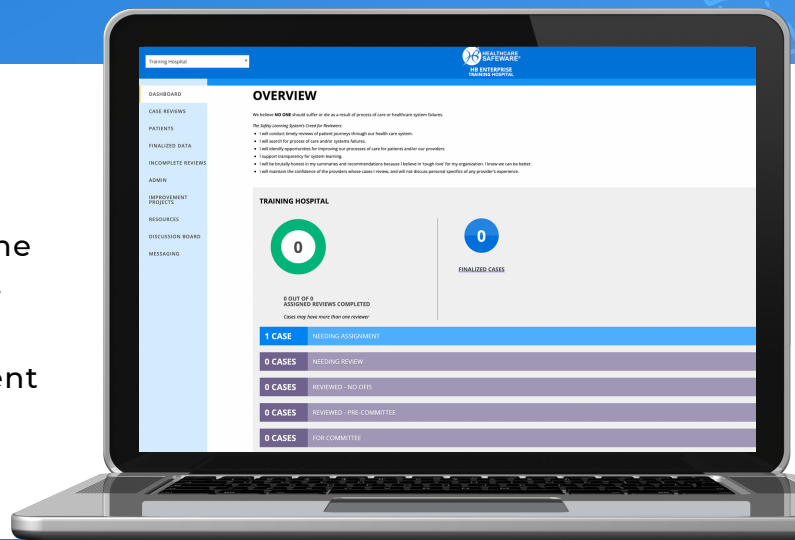 Training Hospital
HEALTHCARE
SAFEWARE®
HB ENTERPRISE
TRAINING HOSPITAL
DASHBOARD
CASE REVIEWS
PATIENTS
FINALIZED DATA
INCOMPLETE REVIEWS
ADMIN
IMPROVEMENT
PROJECTS
RESOURCES
DISCUSSION BOARD
MESSAGING
OVERVIEW
We believe NO ONE should suffer or die as a result of process of care or healthcare system failures.
The Safety Learning System's Creed for Reviewers:
• I will conduct timely reviews of patient journeys through our health care system.
• I will search for process of care and/or systems failures.
• I will identify opportunities for improving our processes of care for patients and/or our providers
• I support transparency for system learning.
• I will be brutally honest in my summaries and recommendations because I believe in 'tough love' for my organization. I know we can be better.
• I will maintain the confidence of the providers whose cases I review, and will not discuss personal specifics of any provider's experience.
TRAINING HOSPITAL
0
0 OUT OF 0
ASSIGNED REVIEWS COMPLETED
Cases may have more than one reviewer
0
FINALIZED CASES
1 CASE NEEDING ASSIGNMENT
0 CASES NEEDING REVIEW
0 CASES REVIEWED - NO OFIS
0 CASES REVIEWED - PRE-COMMITTEE
0 CASES FOR COMMITTEE